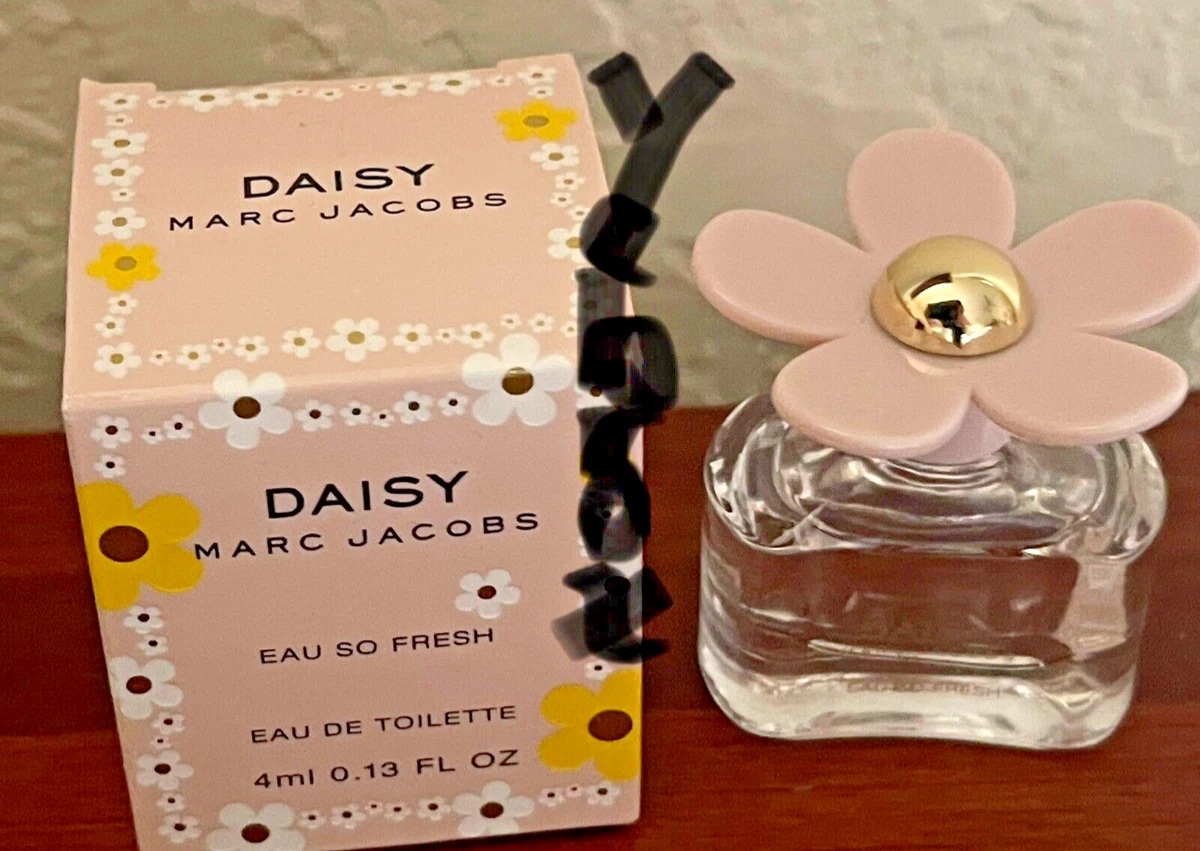 DAISY
MARC JACOBS
DAISY
MARC JACOBS
EAU SO FRESH
EAU DE TOILETTE
4ml 0.13 FL OZ
EAU SO FRESH